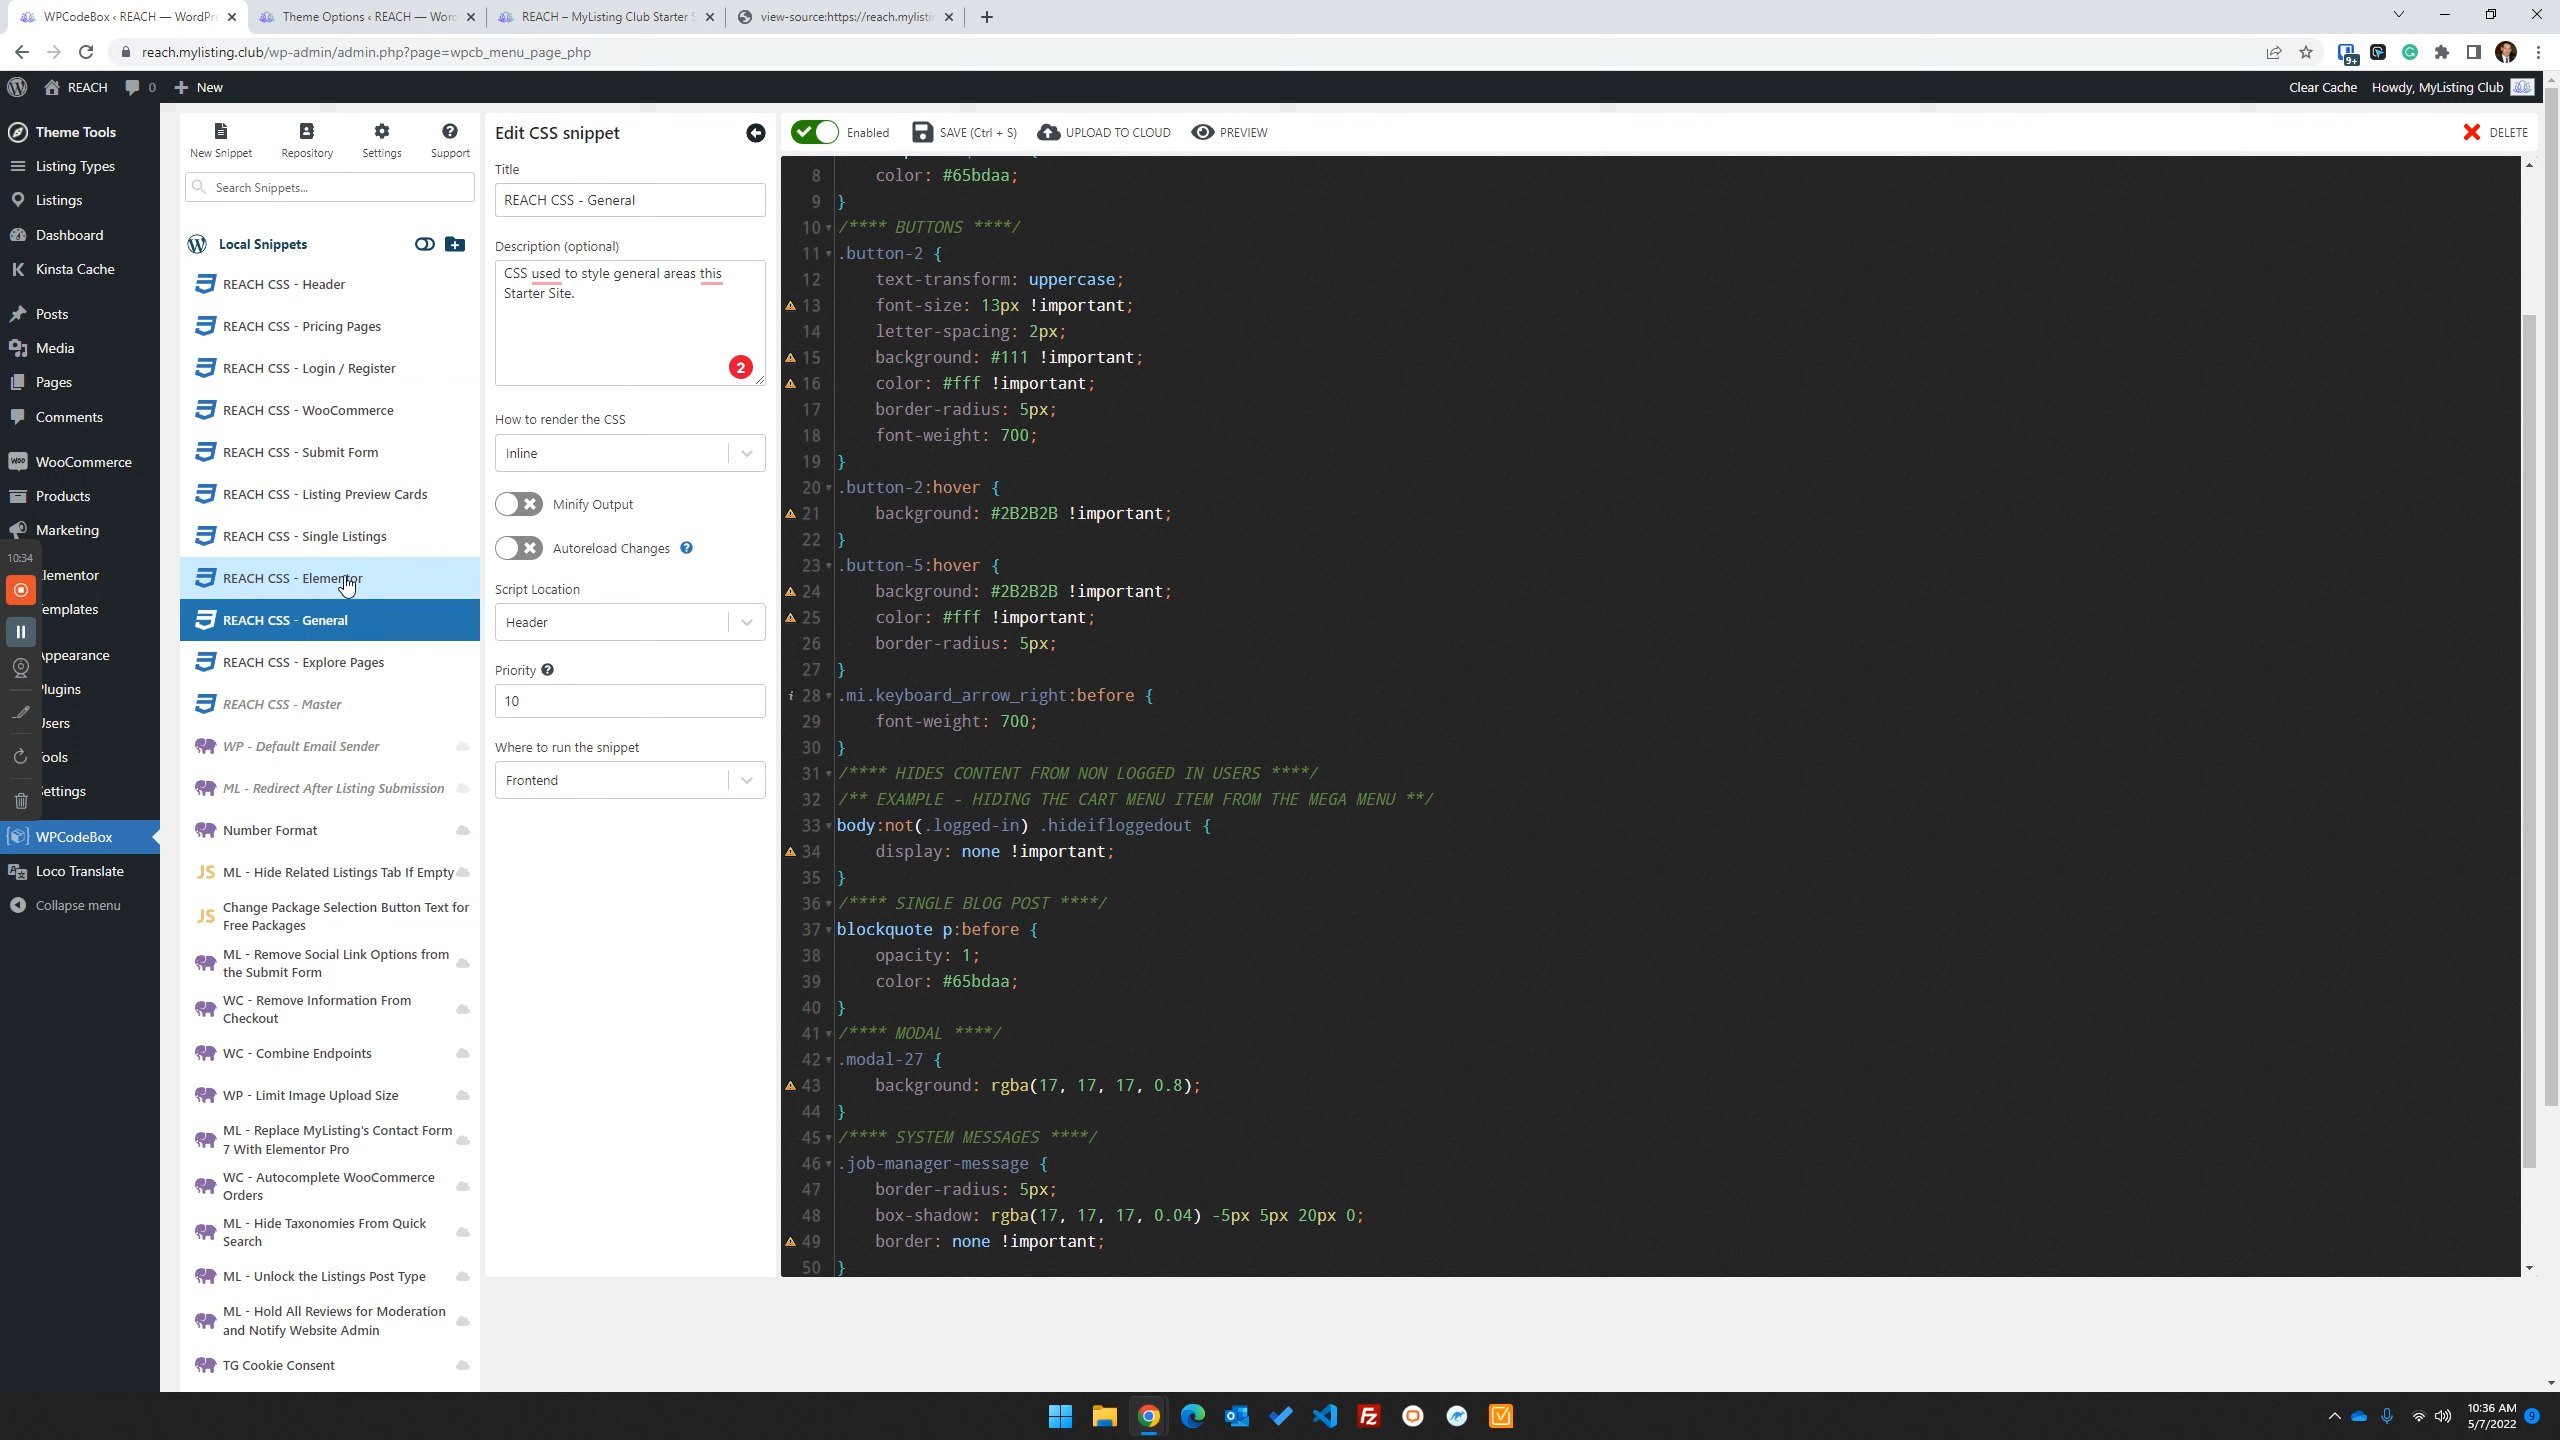 WPCodeBox ‹ REACH — WordPre
Theme Options ‹ REACH — Word
REACH – MyListing Club Starter S
view-source:https://reach.mylistin
reach.mylisting.club/wp-admin/admin.php?page=wpcb_menu_page_php
9+
REACH
0
New
Clear Cache
Howdy, MyListing Club
Theme Tools
Listing Types
Listings
Dashboard
Kinsta Cache
Posts
Media
Pages
Comments
WooCommerce
Products
Marketing
10:34
lementor
emplates
ppearance
lugins
sers
ools
ettings
WPCodeBox
Loco Translate
Collapse menu
New Snippet
Repository
Settings
Support
Search Snippets...
Local Snippets
REACH CSS - Header
REACH CSS - Pricing Pages
REACH CSS - Login / Register
REACH CSS - WooCommerce
REACH CSS - Submit Form
REACH CSS - Listing Preview Cards
REACH CSS - Single Listings
REACH CSS - Elementor
REACH CSS - General
REACH CSS - Explore Pages
REACH CSS - Master
WP - Default Email Sender
ML - Redirect After Listing Submission
Number Format
JS ML - Hide Related Listings Tab If Empty
JS Change Package Selection Button Text for
Free Packages
ML - Remove Social Link Options from
the Submit Form
WC - Remove Information From
Checkout
WC - Combine Endpoints
WP - Limit Image Upload Size
ML - Replace MyListing's Contact Form
7 With Elementor Pro
WC - Autocomplete WooCommerce
Orders
ML - Hide Taxonomies From Quick
Search
ML - Unlock the Listings Post Type
ML - Hold All Reviews for Moderation
and Notify Website Admin
TG Cookie Consent
Edit CSS snippet
Title
REACH CSS - General
Description (optional)
CSS used to style general areas this
Starter Site.
2
How to render the CSS
Inline
Minify Output
Autoreload Changes
Script Location
Header
Priority
10
Where to run the snippet
Frontend
Enabled
SAVE (Ctrl + S)
UPLOAD TO CLOUD
PREVIEW
DELETE
8 color: #65bdaa;
9 }
10 /**** BUTTONS ****/
11 .button-2 {
12 text-transform: uppercase;
13 font-size: 13px !important;
14 letter-spacing: 2px;
15 background: #111 !important;
16 color: #fff !important;
17 border-radius: 5px;
18 font-weight: 700;
19 }
20 .button-2:hover {
21 background: #2B2B2B !important;
22 }
23 .button-5:hover {
24 background: #2B2B2B !important;
25 color: #fff !important;
26 border-radius: 5px;
27 }
28 .mi.keyboard_arrow_right:before {
29 font-weight: 700;
30 }
31 /**** HIDES CONTENT FROM NON LOGGED IN USERS ****/
32 /** EXAMPLE - HIDING THE CART MENU ITEM FROM THE MEGA MENU **/
33 body:not(.logged-in) .hideifloggedout {
34 display: none !important;
35 }
36 /**** SINGLE BLOG POST ****/
37 blockquote p:before {
38 opacity: 1;
39 color: #65bdaa;
40 }
41 /**** MODAL ****/
42 .modal-27 {
43 background: rgba(17, 17, 17, 0.8);
44 }
45 /**** SYSTEM MESSAGES ****/
46 .job-manager-message {
47 border-radius: 5px;
48 box-shadow: rgba(17, 17, 17, 0.04) -5px 5px 20px 0;
49 border: none !important;
50 }
10:36 AM
5/7/2022
9